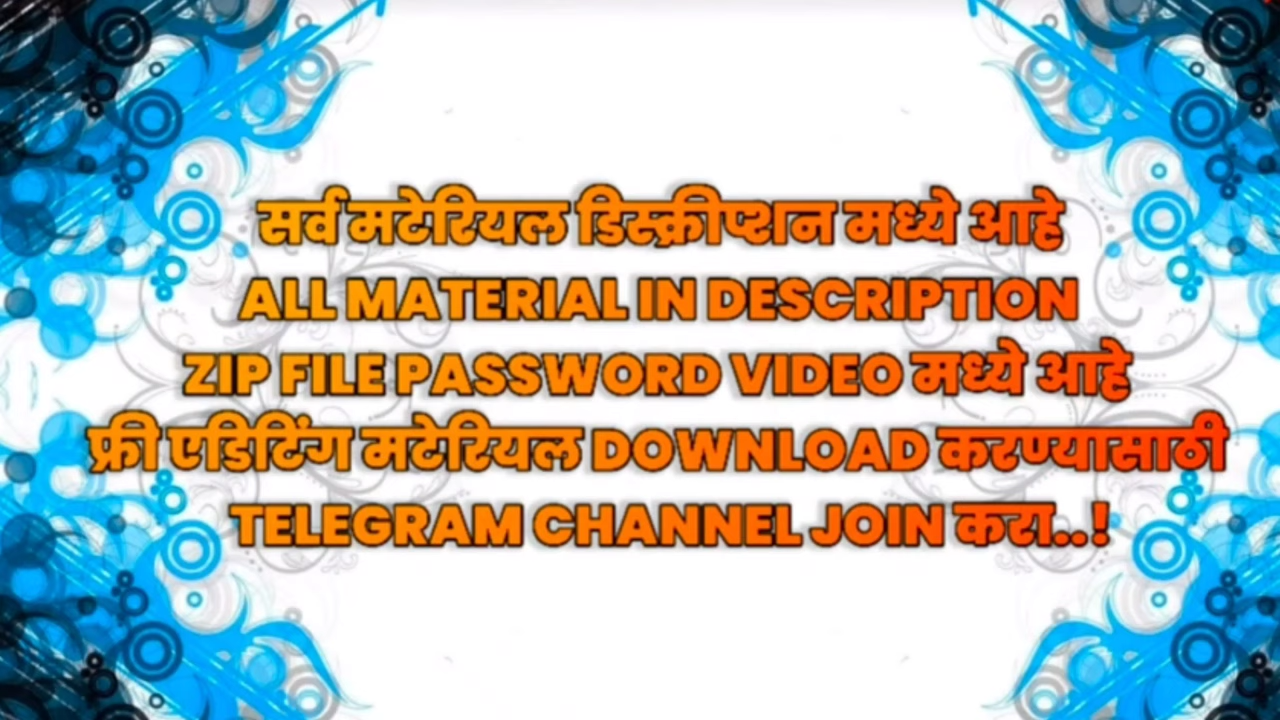 सर्व मटेरियल डिस्क्रीप्शन मध्ये आहे
ALL MATERIAL IN DESCRIPTION
ZIP FILE PASSWORD VIDEO मध्ये आहे
फ्री एडिटिंग मटेरियल DOWNLOAD करण्यासाठी
TELEGRAM CHANNEL JOIN करा..!